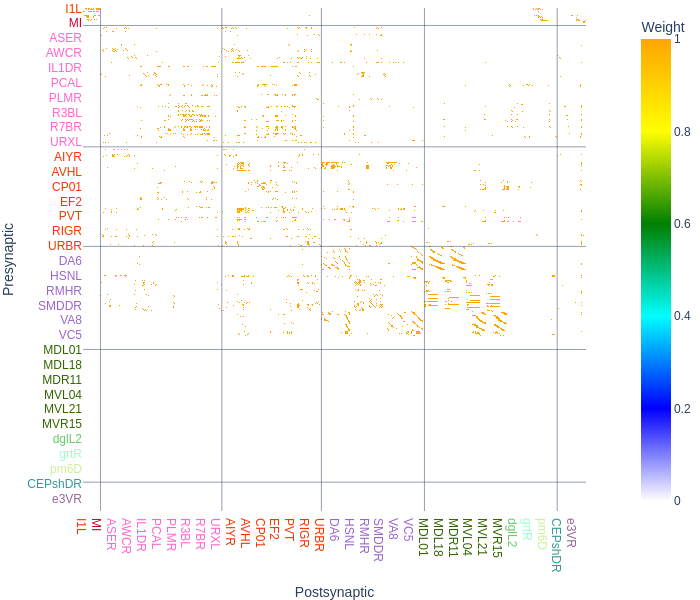 Weight
1
0.8
0.6
0.4
0.2
0
Presynaptic
I1L
MI
ASER
AWCR
IL1DR
PCAL
PLMR
R3BL
R7BR
URXL
AIYR
AVHL
CP01
EF2
PVT
RIGR
URBR
DA6
HSNL
RMHR
SMDDR
VA8
VC5
MDL01
MDL18
MDR11
MVL04
MVL21
MVR15
dglL2
grtR
pm6D
CEPshDR
e3VR
I1L
MI
ASER
AWCR
IL1DR
PCAL
PLMR
R3BL
R7BR
URXL
AIYR
AVHL
CP01
EF2
PVT
RIGR
URBR
DA6
HSNL
RMHR
SMDDR
VA8
VC5
MDL01
MDL18
MDR11
MVL04
MVL21
MVR15
dglL2
grtR
pm6D
CEPshDR
e3VR
Postsynaptic